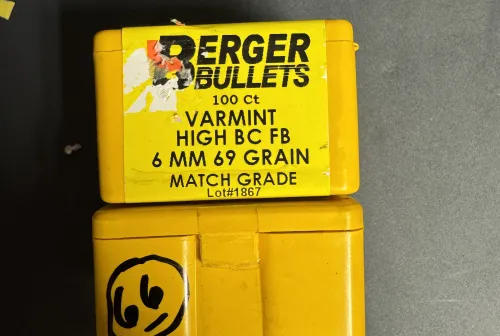 BERGER
BULLETS
100 Ct
VARMINT
HIGH BC FB
6 MM 69 GRAIN
MATCH GRADE
Lot#1867
66